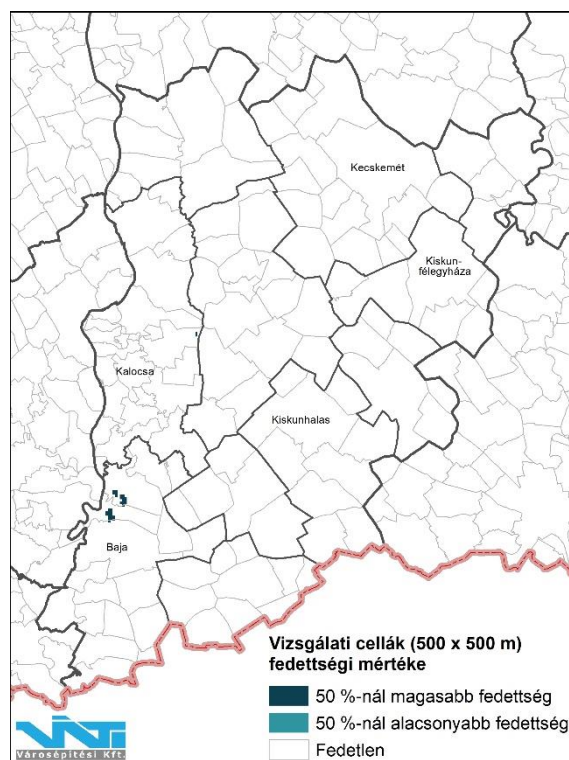 Kecskemét
Kiskun-
félegyháza
Kalocsa
Kiskunhalas
Baja
Vizsgálati cellák (500 x 500 m)
fedettségi mértéke
50 %-nál magasabb fedettség
50 %-nál alacsonyabb fedettség
Fedetlen
VÁTI
Városépítési Kft.